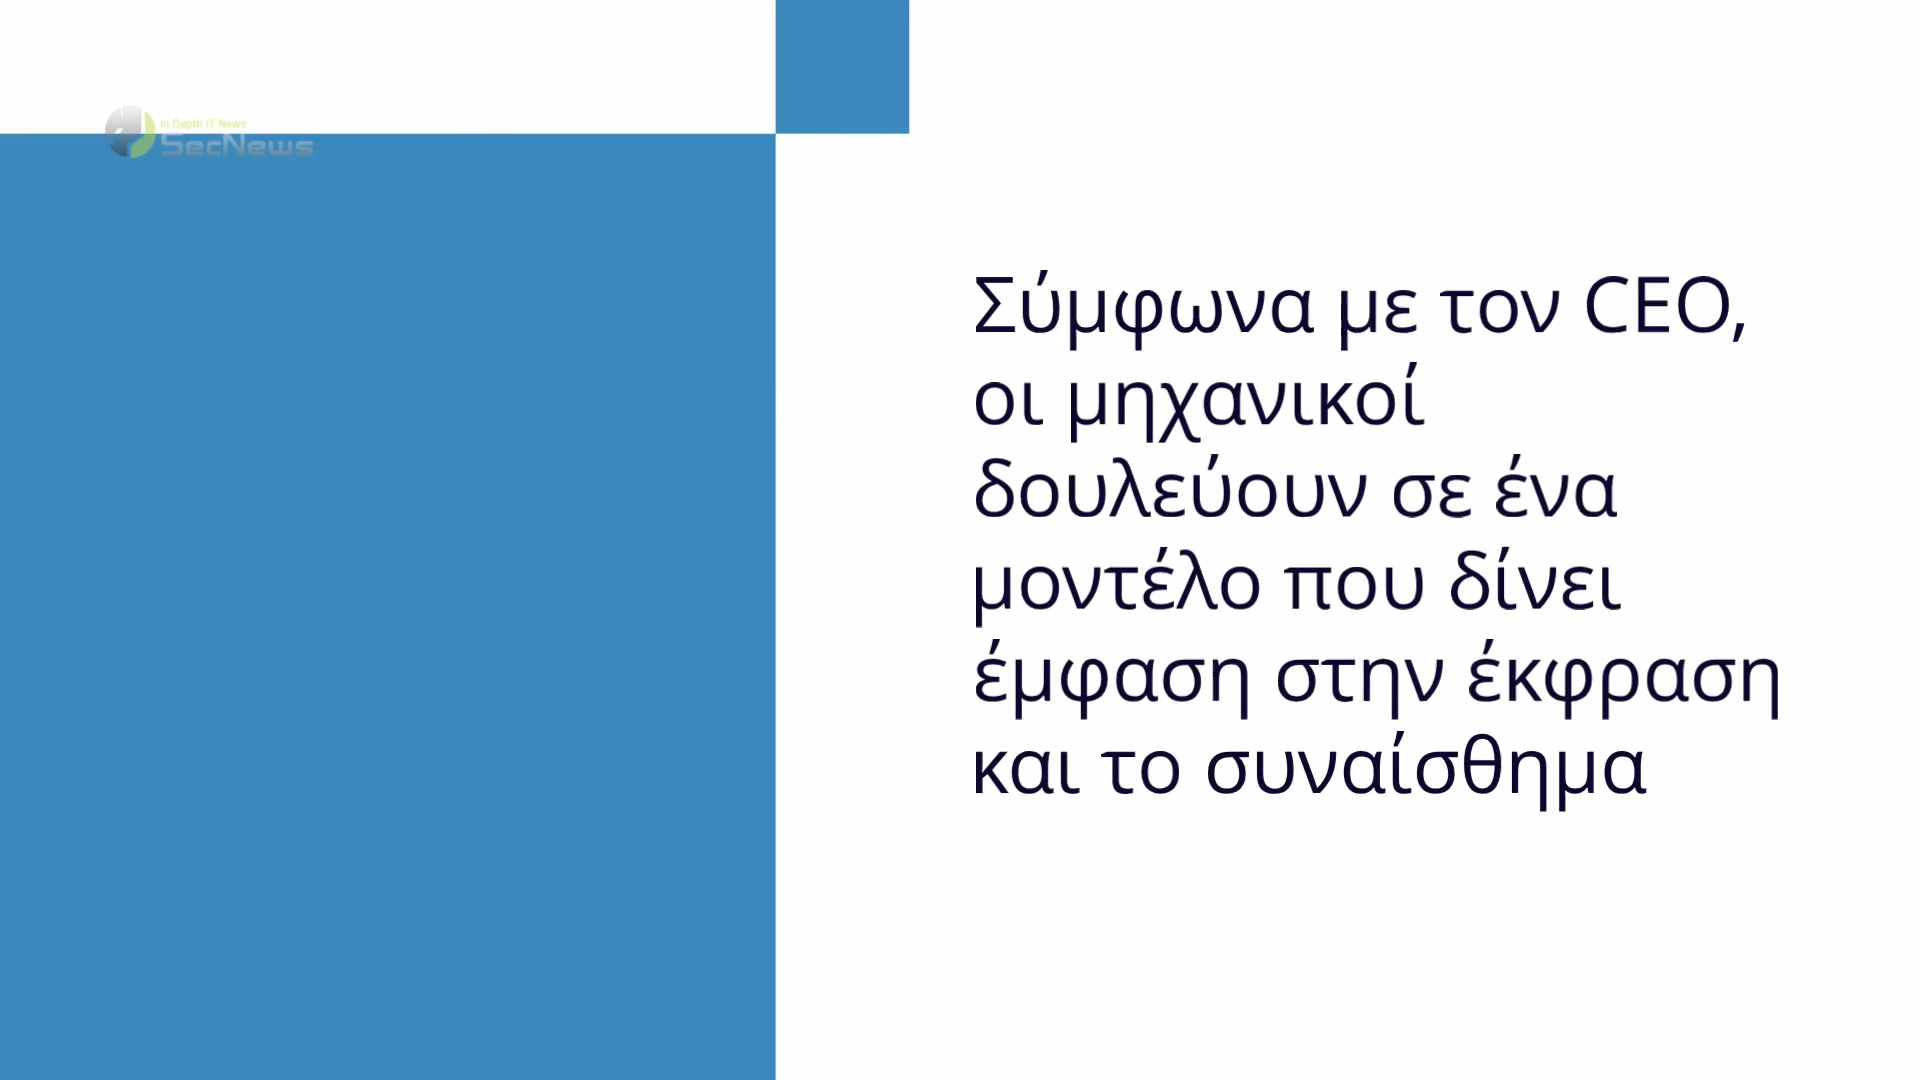 In Depth IT News
SecNews
Σύμφωνα με τον CEO,
οι μηχανικοί
δουλεύουν σε ένα
μοντέλο που δίνει
έμφαση στην έκφραση
και το συναίσθημα